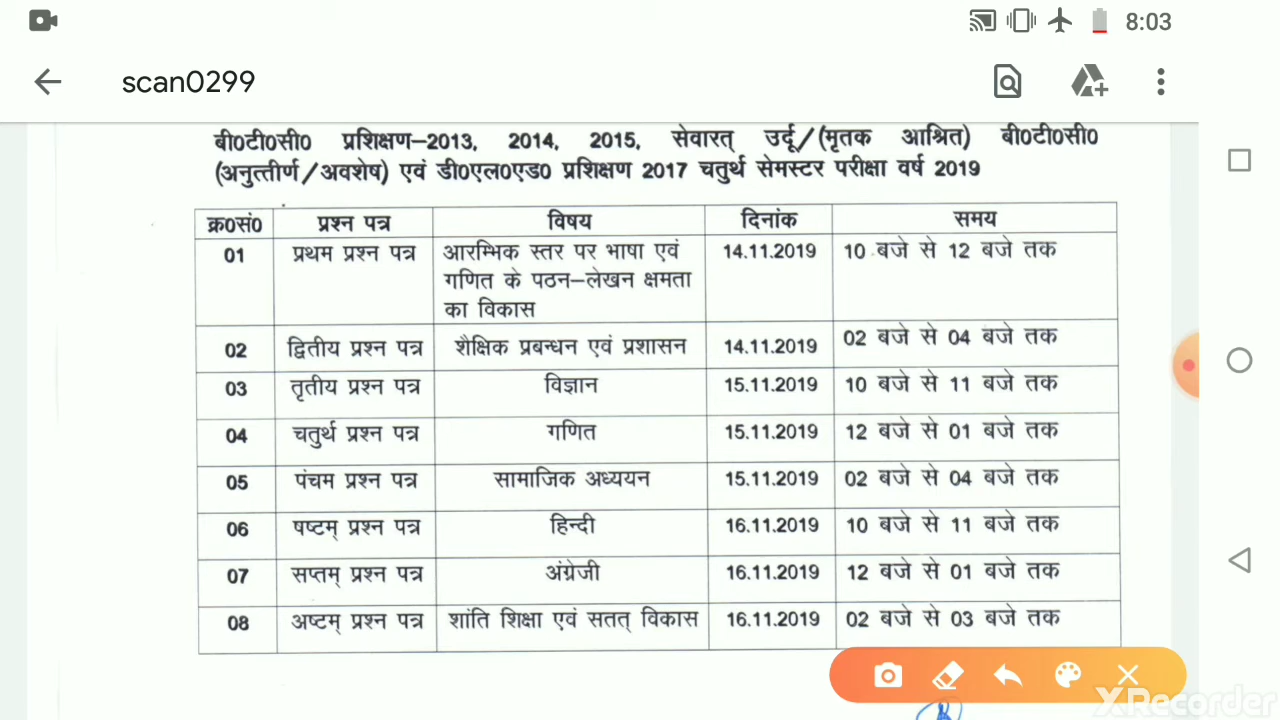 8:03
scan0299
बी0टी0सी0 प्रशिक्षण–2013, 2014, 2015, सेवारत् उर्दू/(मृतक आश्रित) बी0टी0सी0
(अनुत्तीर्ण/अवशेष) एवं डी0एल0एड0 प्रशिक्षण 2017 चतुर्थ सेमस्टर परीक्षा वर्ष 2019
क्र0सं0 प्रश्न पत्र विषय दिनांक समय
01 प्रथम प्रश्न पत्र आरम्भिक स्तर पर भाषा एवं 14.11.2019 10 बजे से 12 बजे तक
गणित के पठन–लेखन क्षमता
का विकास
02 द्वितीय प्रश्न पत्र शैक्षिक प्रबन्धन एवं प्रशासन 14.11.2019 02 बजे से 04 बजे तक
03 तृतीय प्रश्न पत्र विज्ञान 15.11.2019 10 बजे से 11 बजे तक
04 चतुर्थ प्रश्न पत्र गणित 15.11.2019 12 बजे से 01 बजे तक
05 पंचम प्रश्न पत्र सामाजिक अध्ययन 15.11.2019 02 बजे से 04 बजे तक
06 षष्टम् प्रश्न पत्र हिन्दी 16.11.2019 10 बजे से 11 बजे तक
07 सप्तम् प्रश्न पत्र अंग्रेजी 16.11.2019 12 बजे से 01 बजे तक
08 अष्टम् प्रश्न पत्र शांति शिक्षा एवं सतत् विकास 16.11.2019 02 बजे से 03 बजे तक
XRecorder